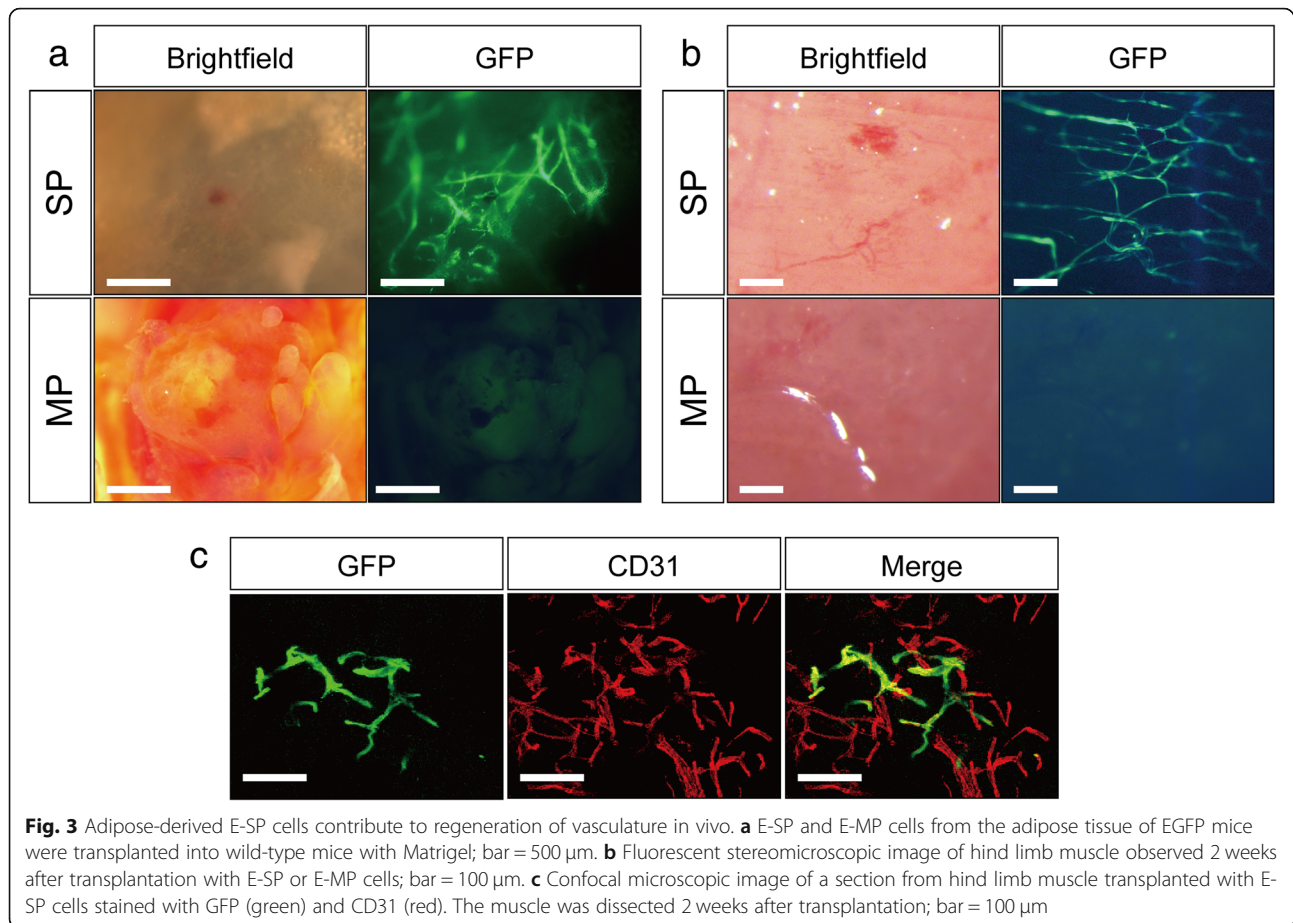 a
Brightfield
GFP
SP
MP
b
Brightfield
GFP
SP
MP
c
GFP
CD31
Merge
Fig. 3 Adipose-derived E-SP cells contribute to regeneration of vasculature in vivo. a E-SP and E-MP cells from the adipose tissue of EGFP mice
were transplanted into wild-type mice with Matrigel; bar = 500 μm. b Fluorescent stereomicroscopic image of hind limb muscle observed 2 weeks
after transplantation with E-SP or E-MP cells; bar = 100 μm. c Confocal microscopic image of a section from hind limb muscle transplanted with E-
SP cells stained with GFP (green) and CD31 (red). The muscle was dissected 2 weeks after transplantation; bar = 100 μm